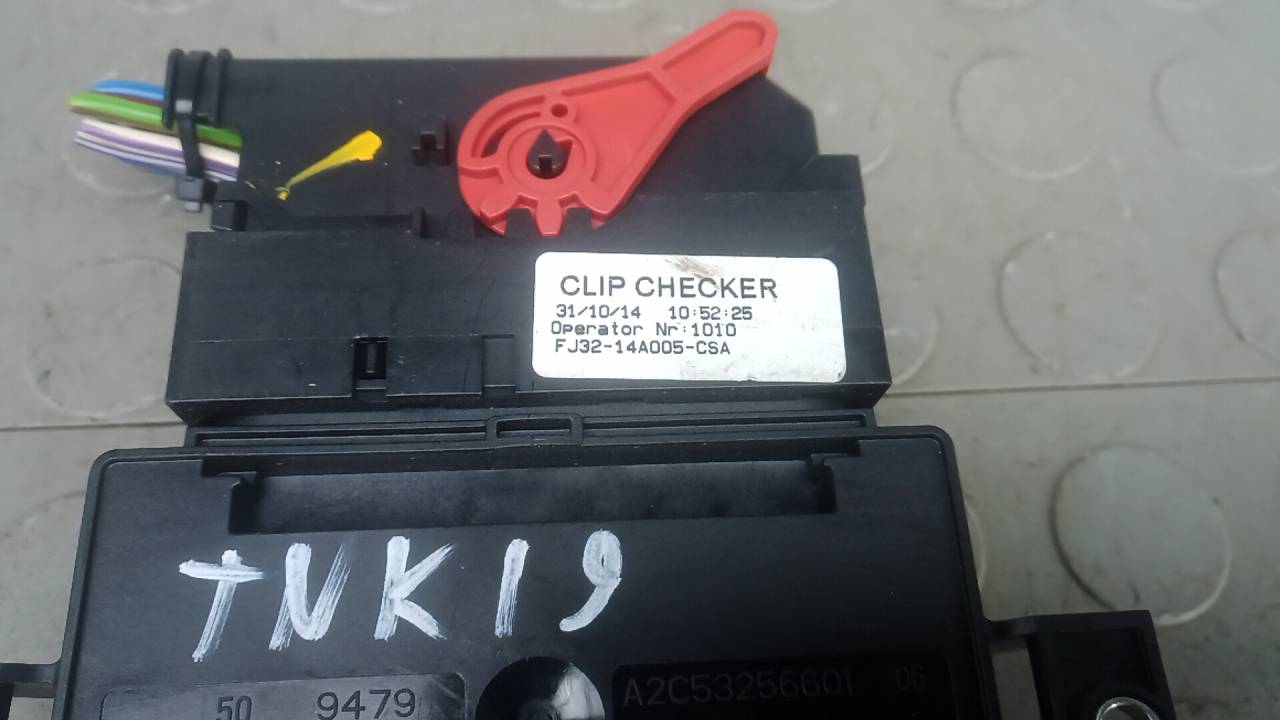 CLIP CHECKER
31/10/14 10:52:25
Operator Nr:1010
FJ32-14A005-CSA
TNK19
50 9479
A2C53256601 06